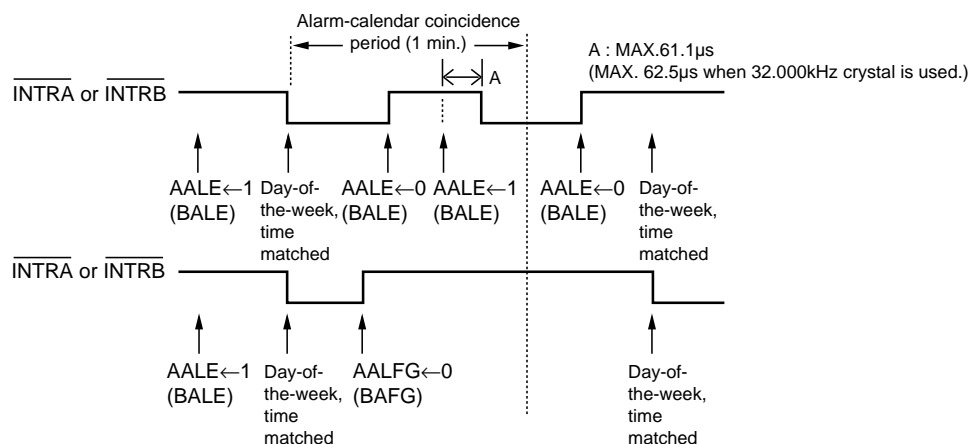 Alarm-calendar coincidence
period (1 min.)
A : MAX.61.1µs
(MAX. 62.5µs when 32.000kHz crystal is used.)
A
INTRA or INTRB
AALE←1
(BALE)
Day-of-
the-week,
time
matched
AALE←0
(BALE)
AALE←1
(BALE)
AALE←0
(BALE)
Day-of-
the-week,
time
matched
INTRA or INTRB
AALE←1
(BALE)
Day-of-
the-week,
time
matched
AALFG←0
(BAFG)
Day-of-
the-week,
time
matched